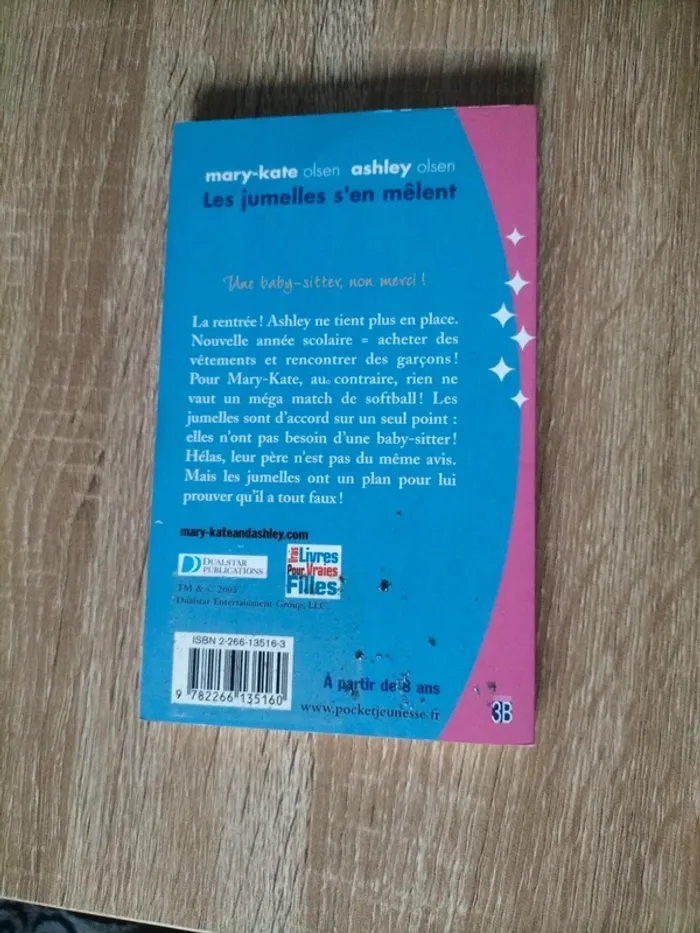 mary-kate olsen ashley olsen
Les jumelles s'en mêlent
Une baby-sitter, non merci !
La rentrée ! Ashley ne tient plus en place.
Nouvelle année scolaire = acheter des
vêtements et rencontrer des garçons !
Pour Mary-Kate, au contraire, rien ne
vaut un méga match de softball ! Les
jumelles sont d'accord sur un seul point :
elles n'ont pas besoin d'une baby-sitter !
Hélas, leur père n'est pas du même avis.
Mais les jumelles ont un plan pour lui
prouver qu'il a tout faux !
mary-kateandashley.com
DUALSTAR
PUBLICATIONS
Vrais Livres
Pour Vraies
Filles
TM & © 2003
Dualstar Entertainment Group, LLC.
ISBN 2-266-13516-3
9 782266 135160
À partir de 8 ans
www.pocketjeunesse.fr
3B